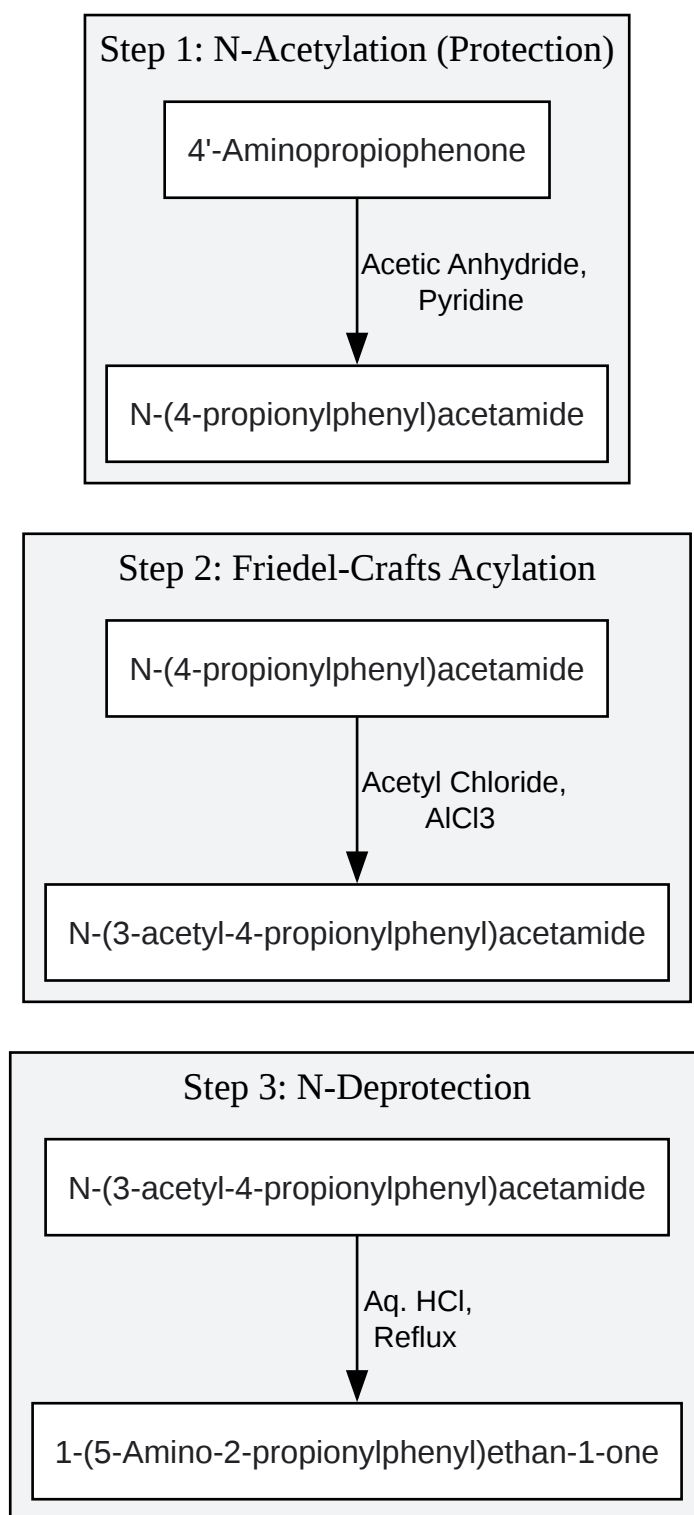 Step 1: N-Acetylation (Protection)
4'-Aminopropiophenone
Acetic Anhydride,
Pyridine
N-(4-propionylphenyl)acetamide
Step 2: Friedel-Crafts Acylation
N-(4-propionylphenyl)acetamide
Acetyl Chloride,
AlCl3
N-(3-acetyl-4-propionylphenyl)acetamide
Step 3: N-Deprotection
N-(3-acetyl-4-propionylphenyl)acetamide
Aq. HCl,
Reflux
1-(5-Amino-2-propionylphenyl)ethan-1-one